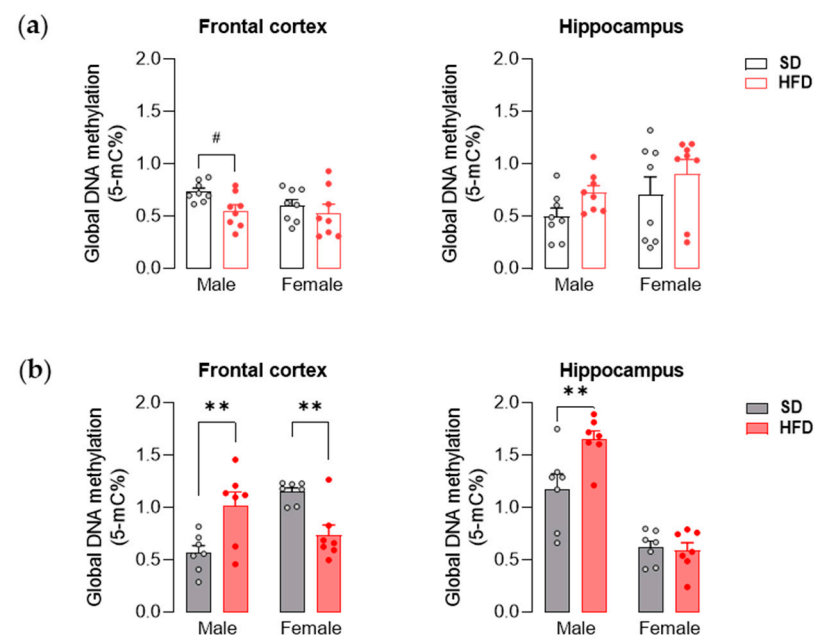 (a)
Frontal cortex
Hippocampus
SD
HFD
Global DNA methylation
(5-mC%)
2.0
1.5
1.0
0.5
0.0
#
Male
Female
Global DNA methylation
(5-mC%)
2.0
1.5
1.0
0.5
0.0
Male
Female
(b)
Frontal cortex
Hippocampus
SD
HFD
Global DNA methylation
(5-mC%)
2.0
1.5
1.0
0.5
0.0
**
**
Male
Female
Global DNA methylation
(5-mC%)
2.0
1.5
1.0
0.5
0.0
**
Male
Female